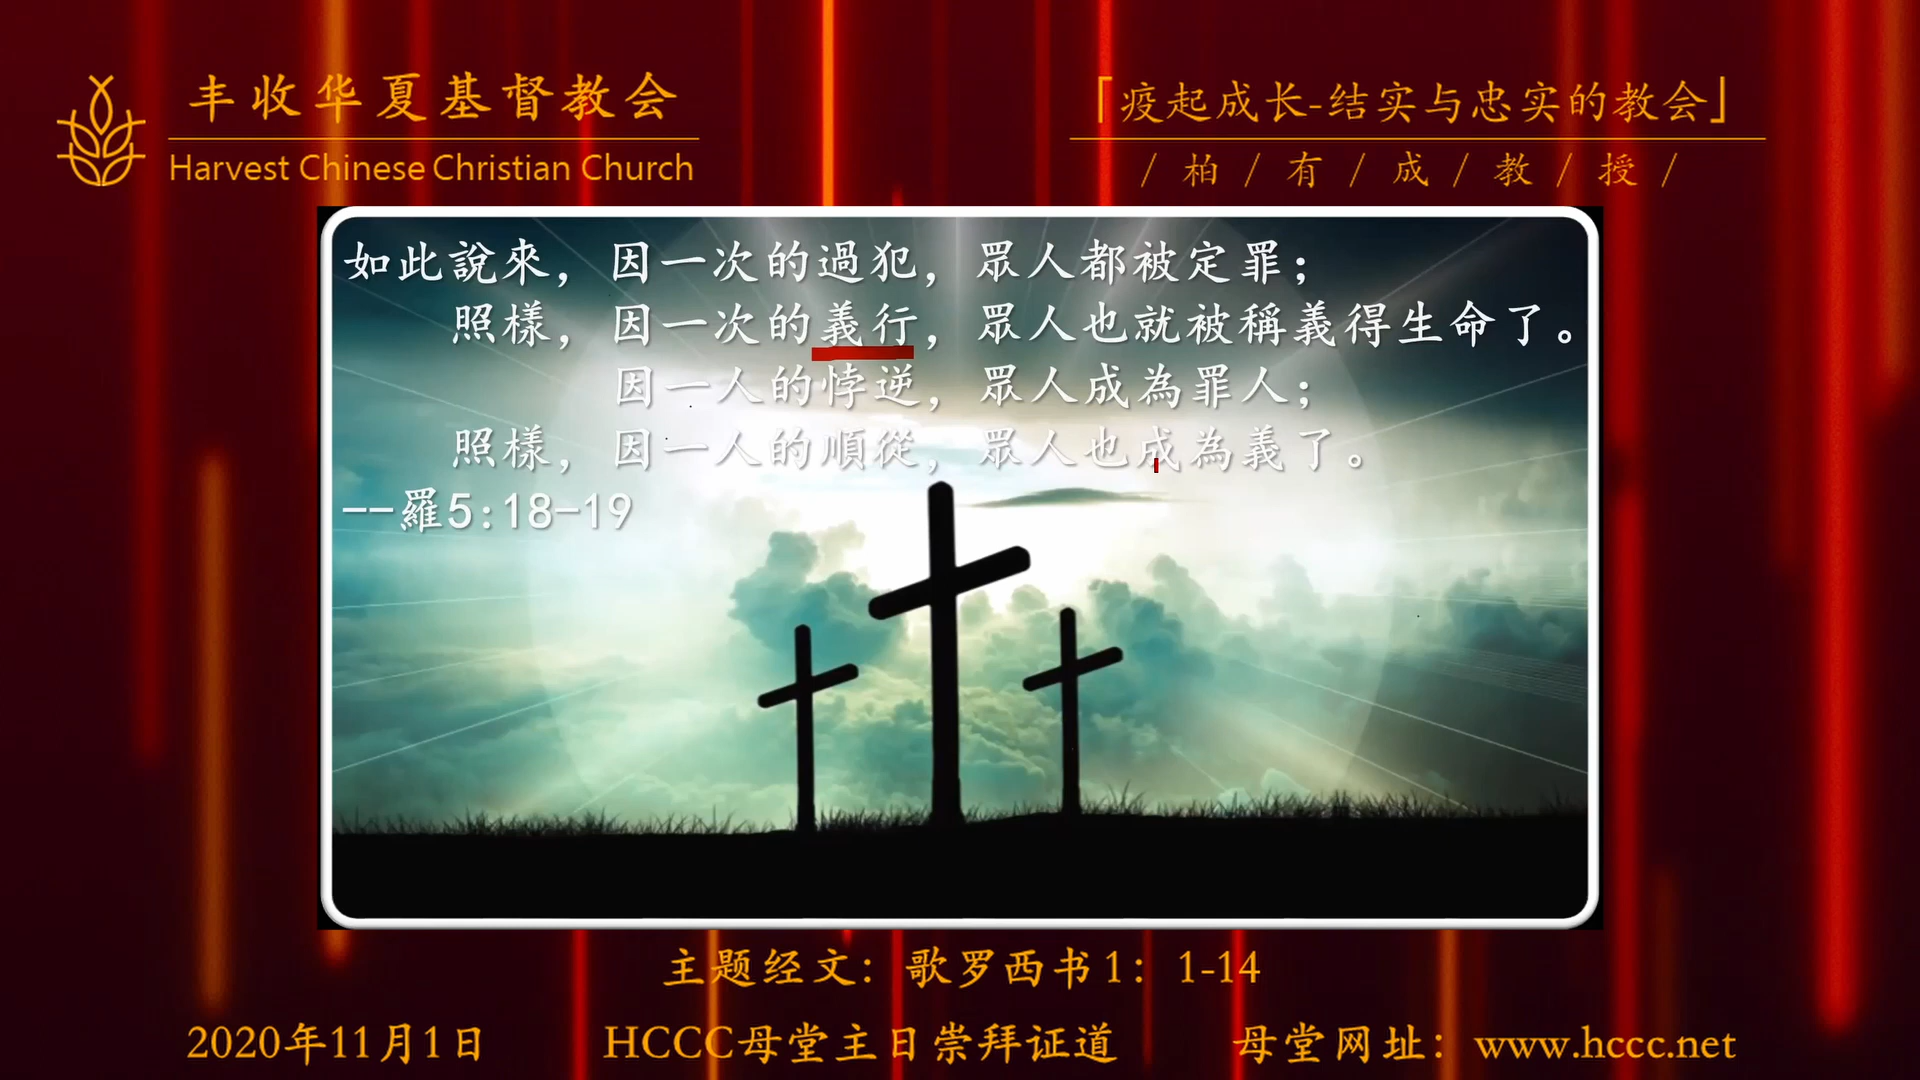 丰收华夏基督教会
Harvest Chinese Christian Church
「疫起成长-结实与忠实的教会」
/ 柏 / 有 / 成 / 教 / 授 /
如此說來，因一次的過犯，眾人都被定罪；
照樣，因一次的義行，眾人也就被稱義得生命了。
因一人的悖逆，眾人成為罪人；
照樣，因一人的順從，眾人也成為義了。
--羅5:18-19
主题经文：歌罗西书1：1-14
2020年11月1日
HCCC母堂主日崇拜证道
母堂网址：www.hccc.net